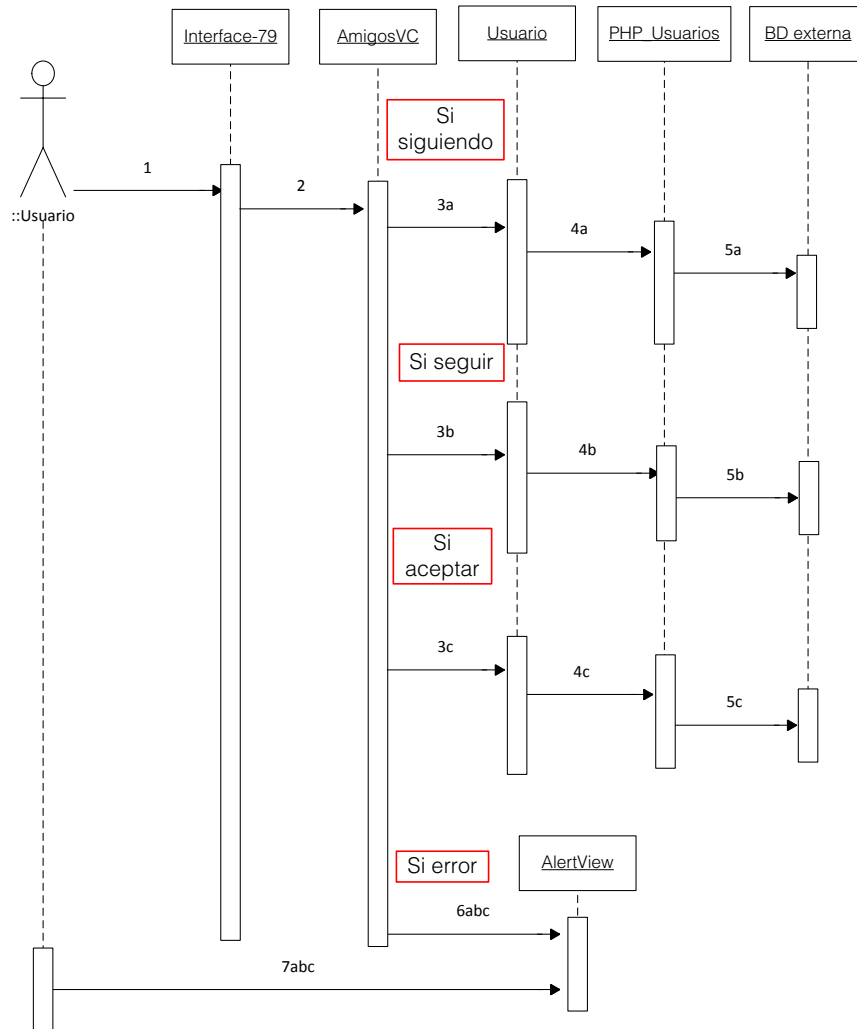 Interface-79
AmigosVC
Usuario
PHP_Usuarios
BD externa
Si
siguiendo
1
2
::Usuario
3a
4a
5a
Si seguir
3b
4b
5b
Si
aceptar
3c
4c
5c
Si error
AlertView
6abc
7abc